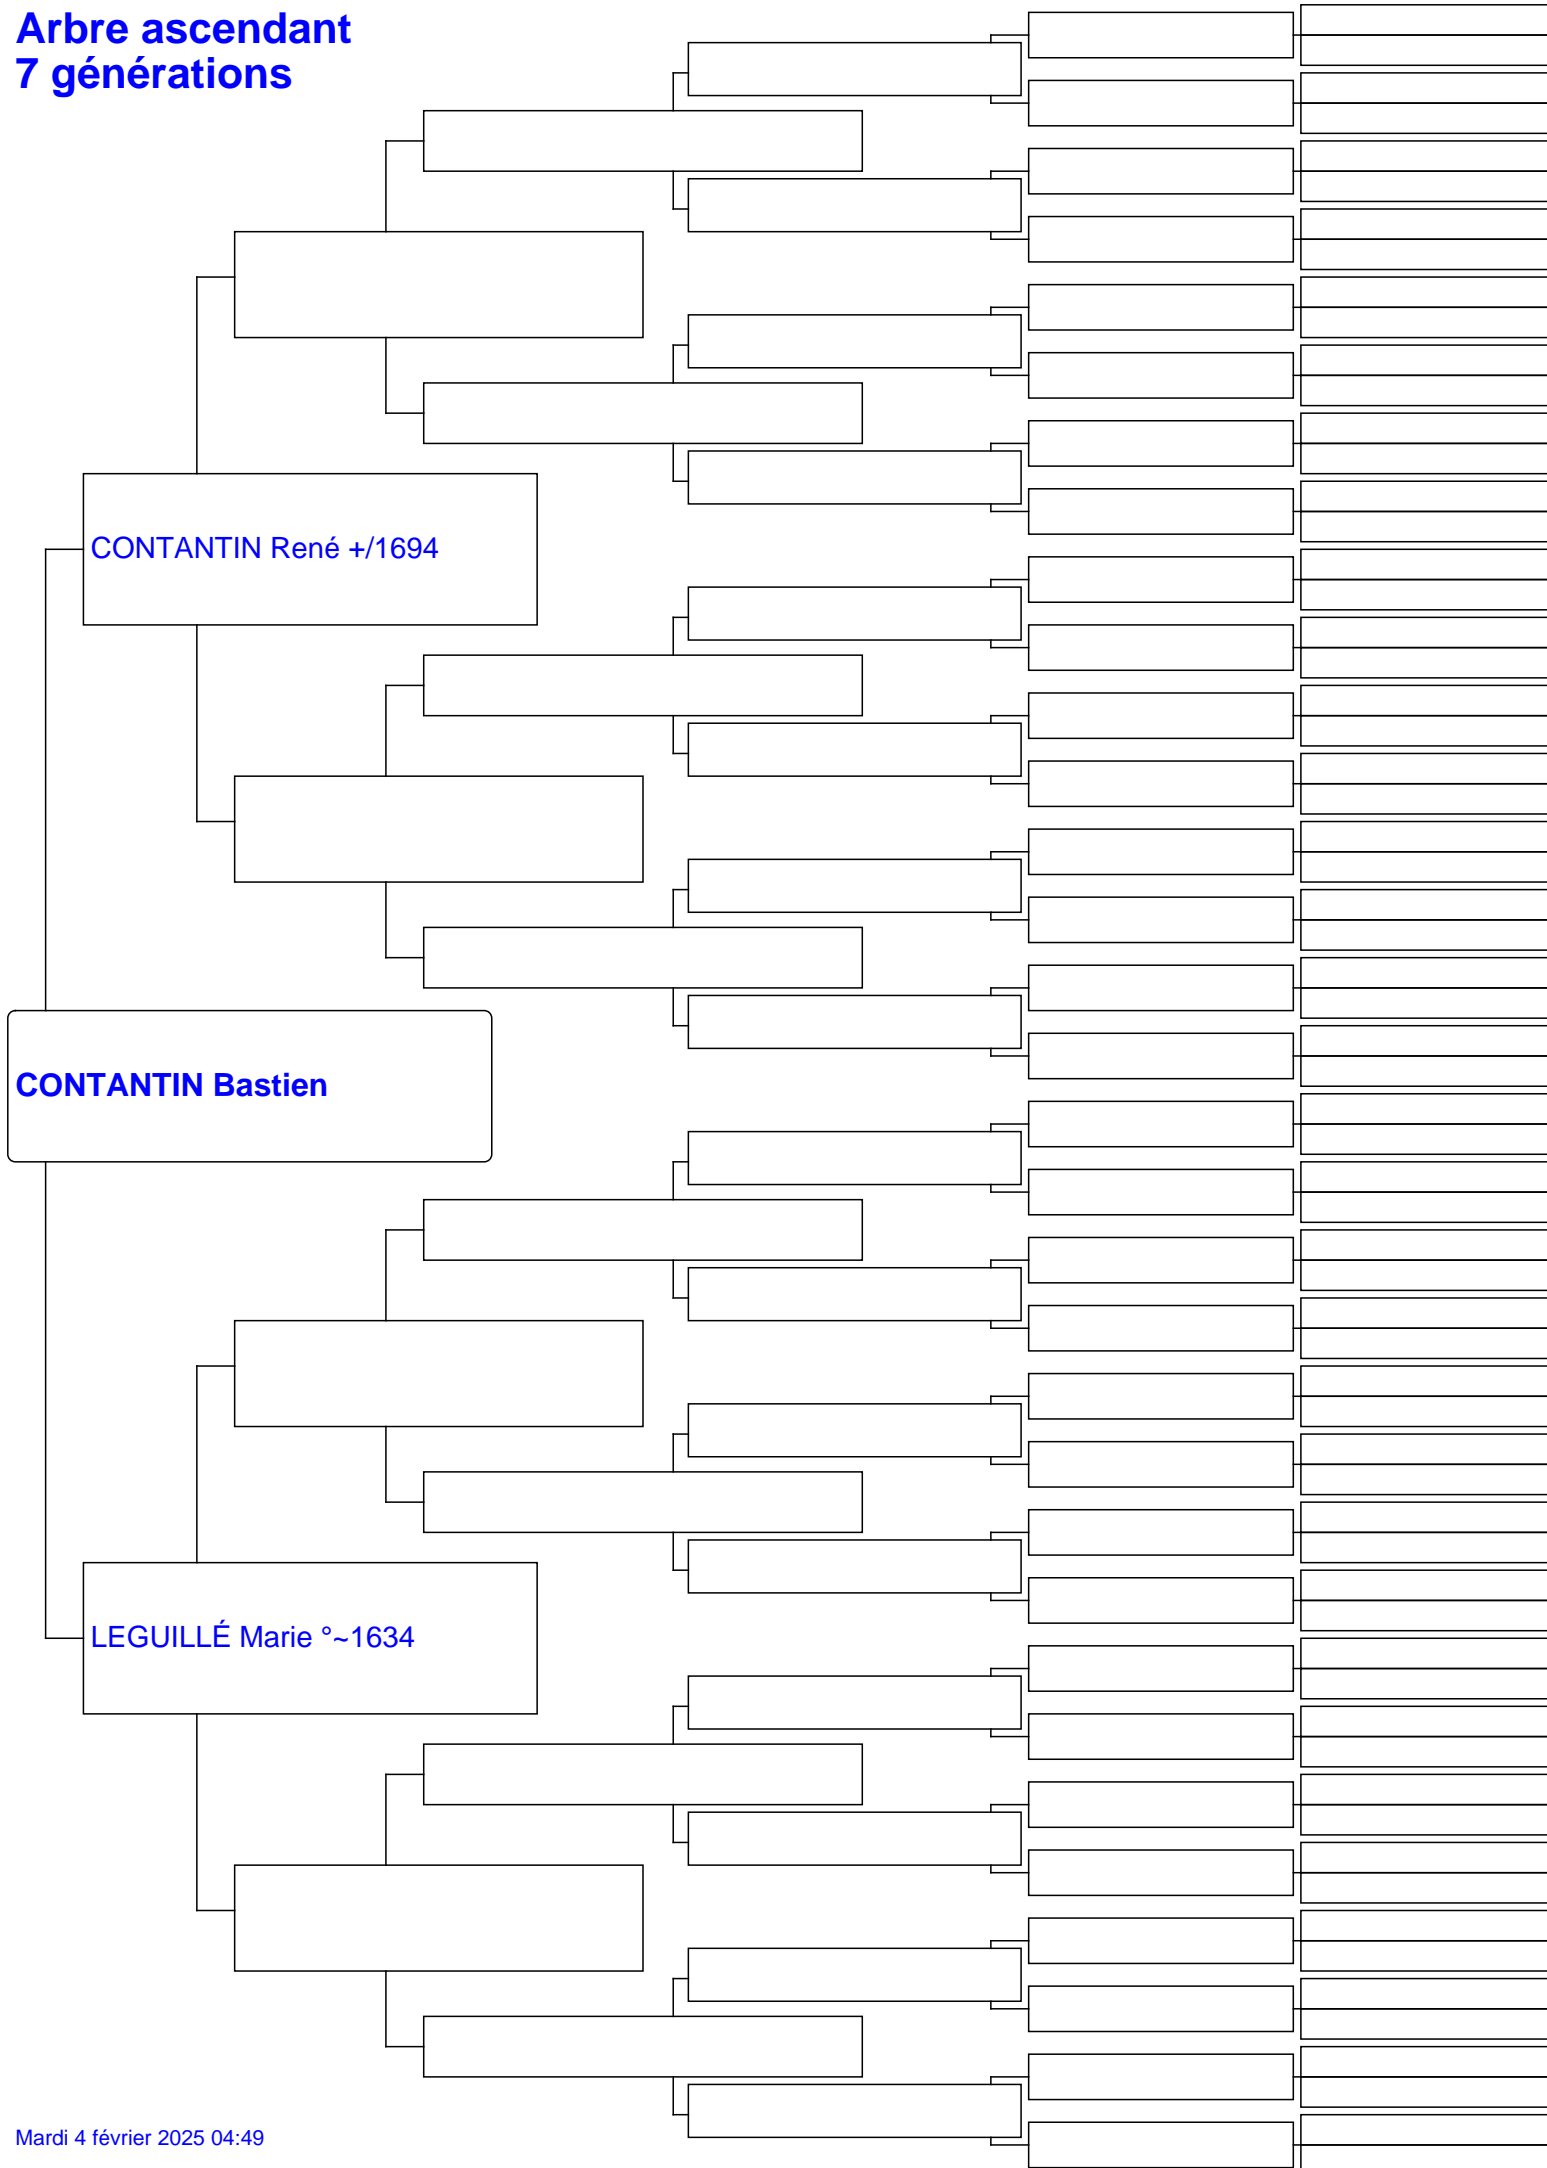 Arbre ascendant
7 générations
CONTANTIN René +/1694
CONTANTIN Bastien
LEGUILLÉ Marie °~1634
Mardi 4 février 2025 04:49